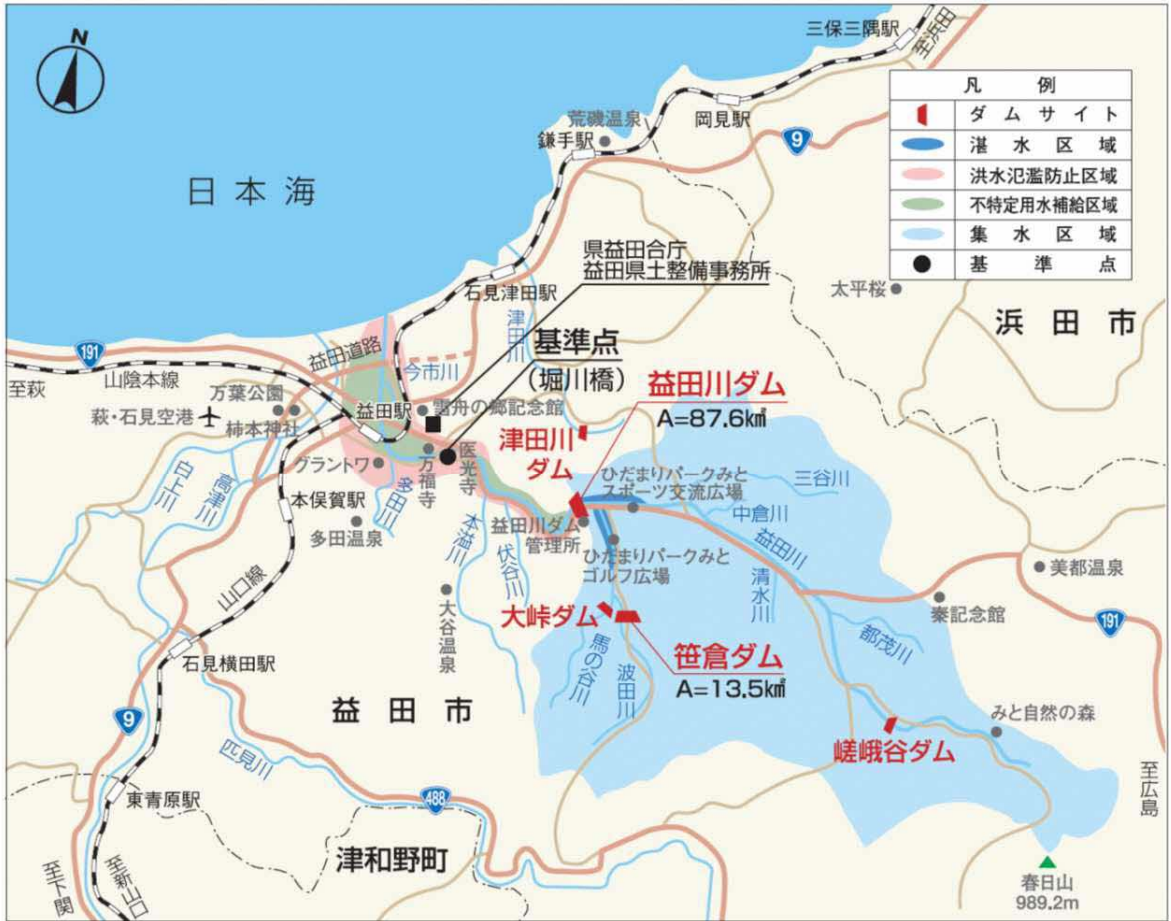 N
三保三隅駅
至浜田
凡例
ダムサイト
湛水区域
洪水氾濫防止区域
不特定用水補給区域
集水区域
基準点
荒磯温泉
鎌手駅
岡見駅
9
日本海
県益田合庁
益田県土整備事務所
石見津田駅
津田川
太平桜
浜田市
191
至萩
山陰本線
益田道路
今市川
基準点
(堀川橋)
益田川ダム
A=87.6k㎡
万葉公園
萩・石見空港
柿本神社
益田駅
雪舟の郷記念館
津田川
ダム
グラントワ
万福寺
医光寺
白上川
高津川
本俣賀駅
多田川
多田温泉
本溢川
伏谷川
益田川ダム
管理所
ひだまりパークみと
スポーツ交流広場
三谷川
中倉川
益田川
ひだまりパークみと
ゴルフ広場
清水川
美都温泉
秦記念館
191
山口線
大谷温泉
大峠ダム
馬の谷川
波田川
笹倉ダム
A=13.5k㎡
都茂川
石見横田駅
益田市
みと自然の森
嵯峨谷ダム
9
匹見川
東青原駅
488
至広島
津和野町
至下関
至新山口
春日山
989.2m